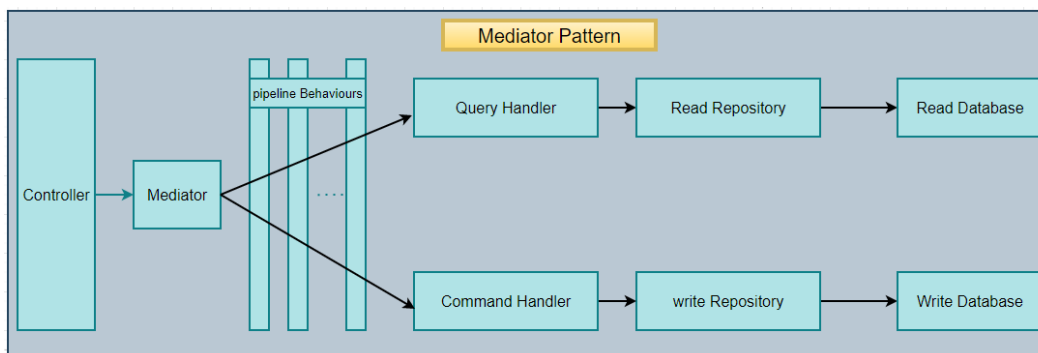 Mediator Pattern
pipeline Behaviours
Query Handler
Read Repository
Read Database
Controller
Mediator
Command Handler
write Repository
Write Database